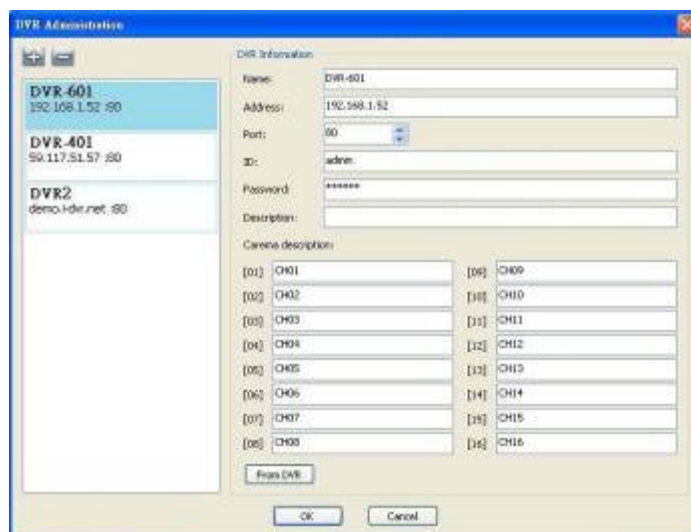 DVR Administration
DVR-601
192.168.1.52 :80
DVR-401
59.117.51.57 :80
DVR2
demo.i-dvr.net :80
DVR Information
Name: DVR-601
Address: 192.168.1.52
Port: 80
ID: admin
Password: ******
Description:
Carema description:
[01] CH01 [09] CH09
[02] CH02 [10] CH10
[03] CH03 [11] CH11
[04] CH04 [12] CH12
[05] CH05 [13] CH13
[06] CH06 [14] CH14
[07] CH07 [15] CH15
[08] CH08 [16] CH16
From DVR
OK Cancel